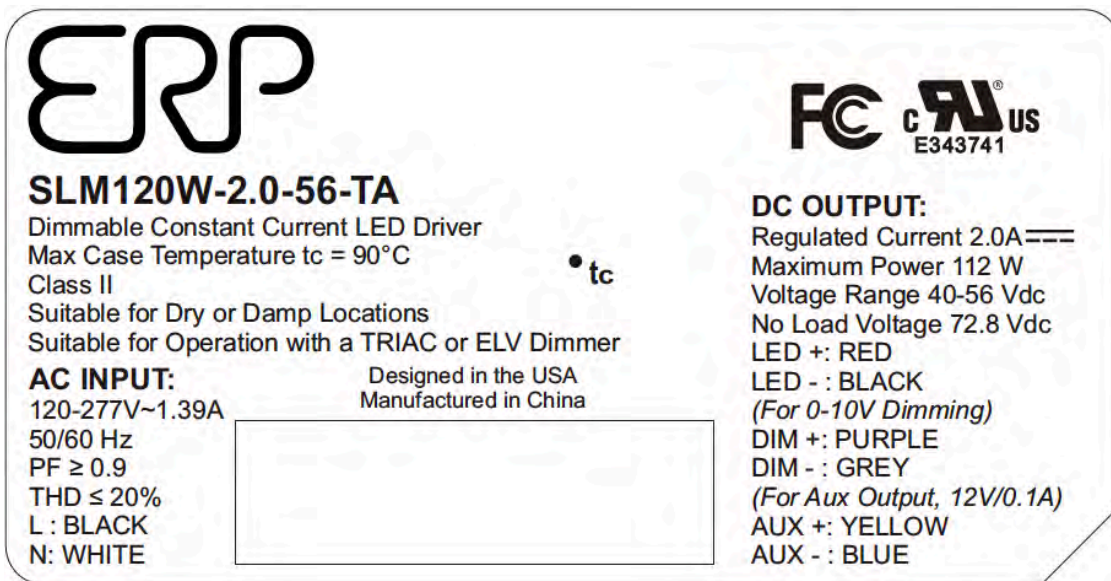 ERP
SLM120W-2.0-56-TA
Dimmable Constant Current LED Driver
Max Case Temperature tc = 90°C
Class II
Suitable for Dry or Damp Locations
Suitable for Operation with a TRIAC or ELV Dimmer
• tc
AC INPUT:
120-277V~1.39A
50/60 Hz
PF ≥ 0.9
THD ≤ 20%
L : BLACK
N: WHITE
Designed in the USA
Manufactured in China
FC
c RU ® US
E343741
DC OUTPUT:
Regulated Current 2.0A⎓
Maximum Power 112 W
Voltage Range 40-56 Vdc
No Load Voltage 72.8 Vdc
LED +: RED
LED - : BLACK
(For 0-10V Dimming)
DIM +: PURPLE
DIM - : GREY
(For Aux Output, 12V/0.1A)
AUX +: YELLOW
AUX - : BLUE